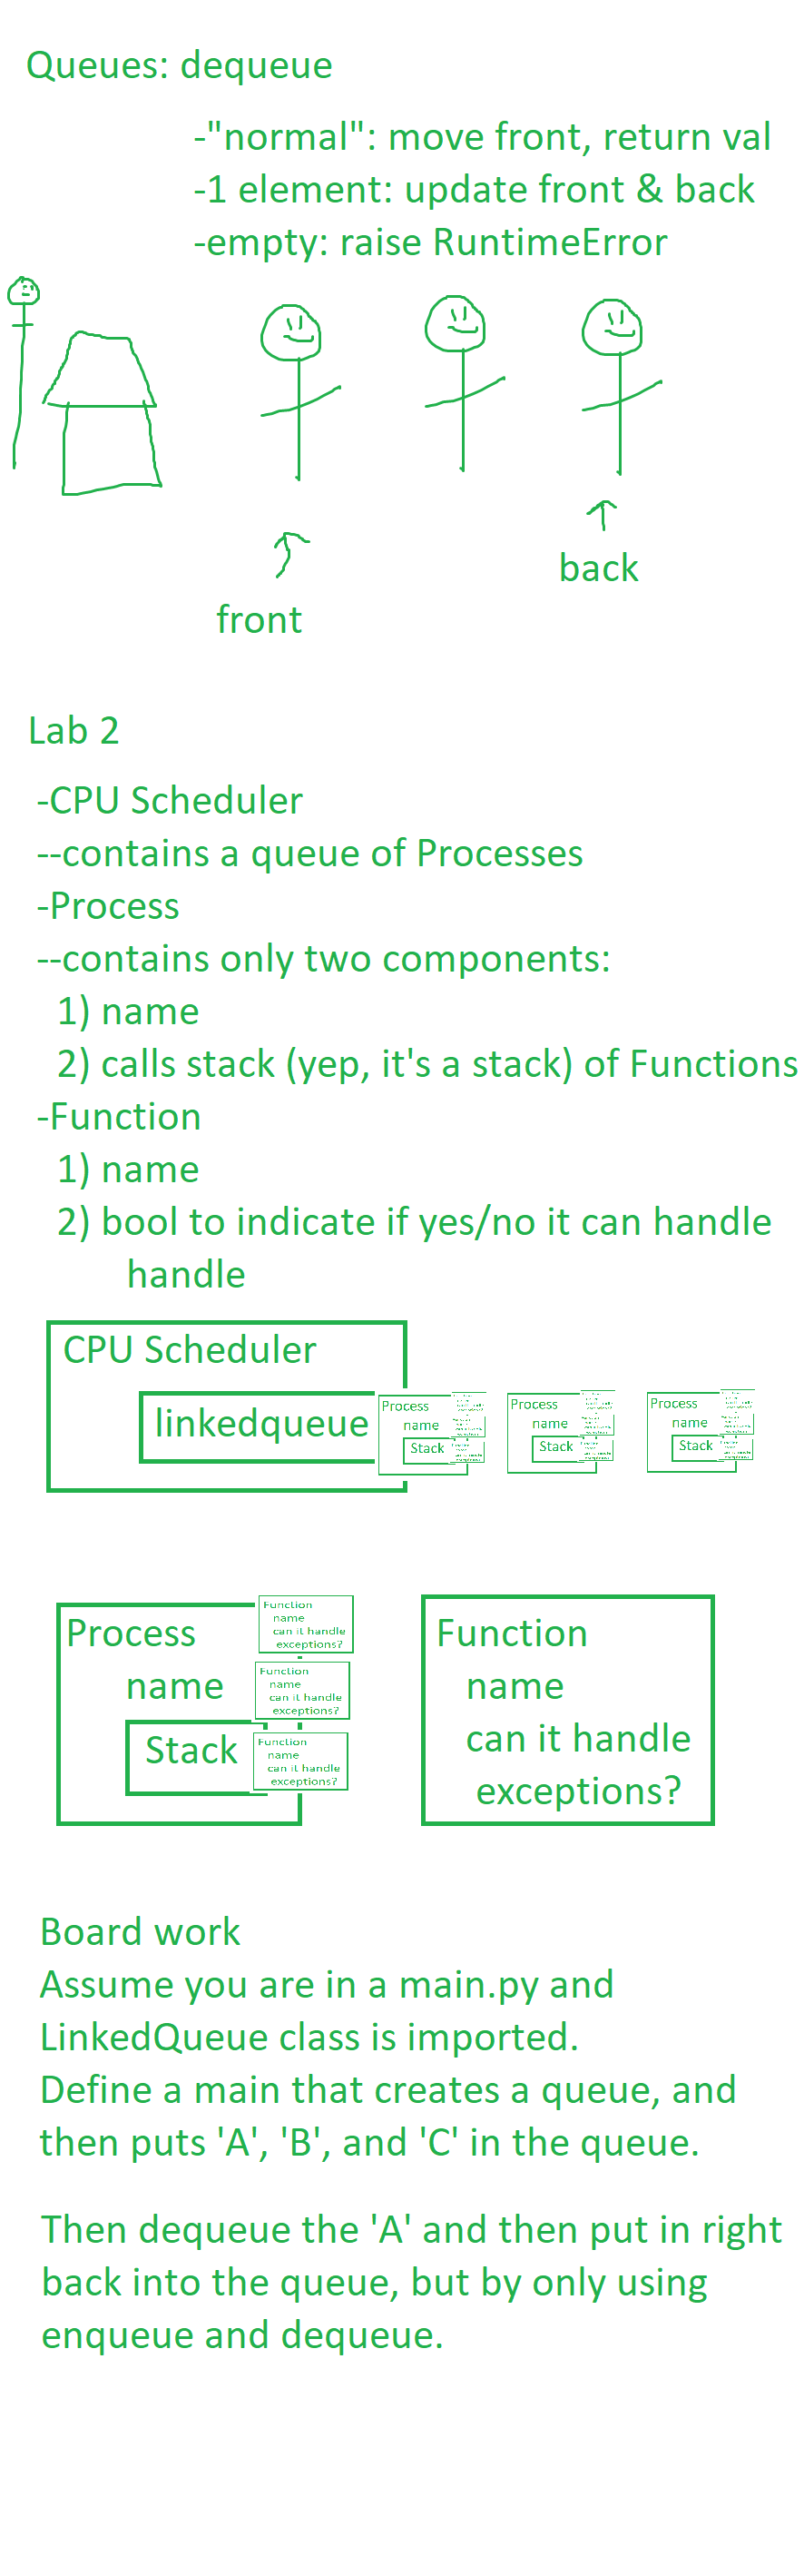 Queues: dequeue
-"normal": move front, return val
-1 element: update front & back
-empty: raise RuntimeError
back
front
Lab 2
-CPU Scheduler
--contains a queue of Processes
-Process
--contains only two components:
1) name
2) calls stack (yep, it's a stack) of Functions
-Function
1) name
2) bool to indicate if yes/no it can handle
handle
CPU Scheduler
linkedqueue
Process
name
Stack
Process
name
Stack
Process
name
Stack
Process
name
Stack
Function
name
can it handle
exceptions?
Function
name
can it handle
exceptions?
Function
name
can it handle
exceptions?
Function
name
can it handle
exceptions?
Board work
Assume you are in a main.py and
LinkedQueue class is imported.
Define a main that creates a queue, and
then puts 'A', 'B', and 'C' in the queue.
Then dequeue the 'A' and then put in right
back into the queue, but by only using
enqueue and dequeue.